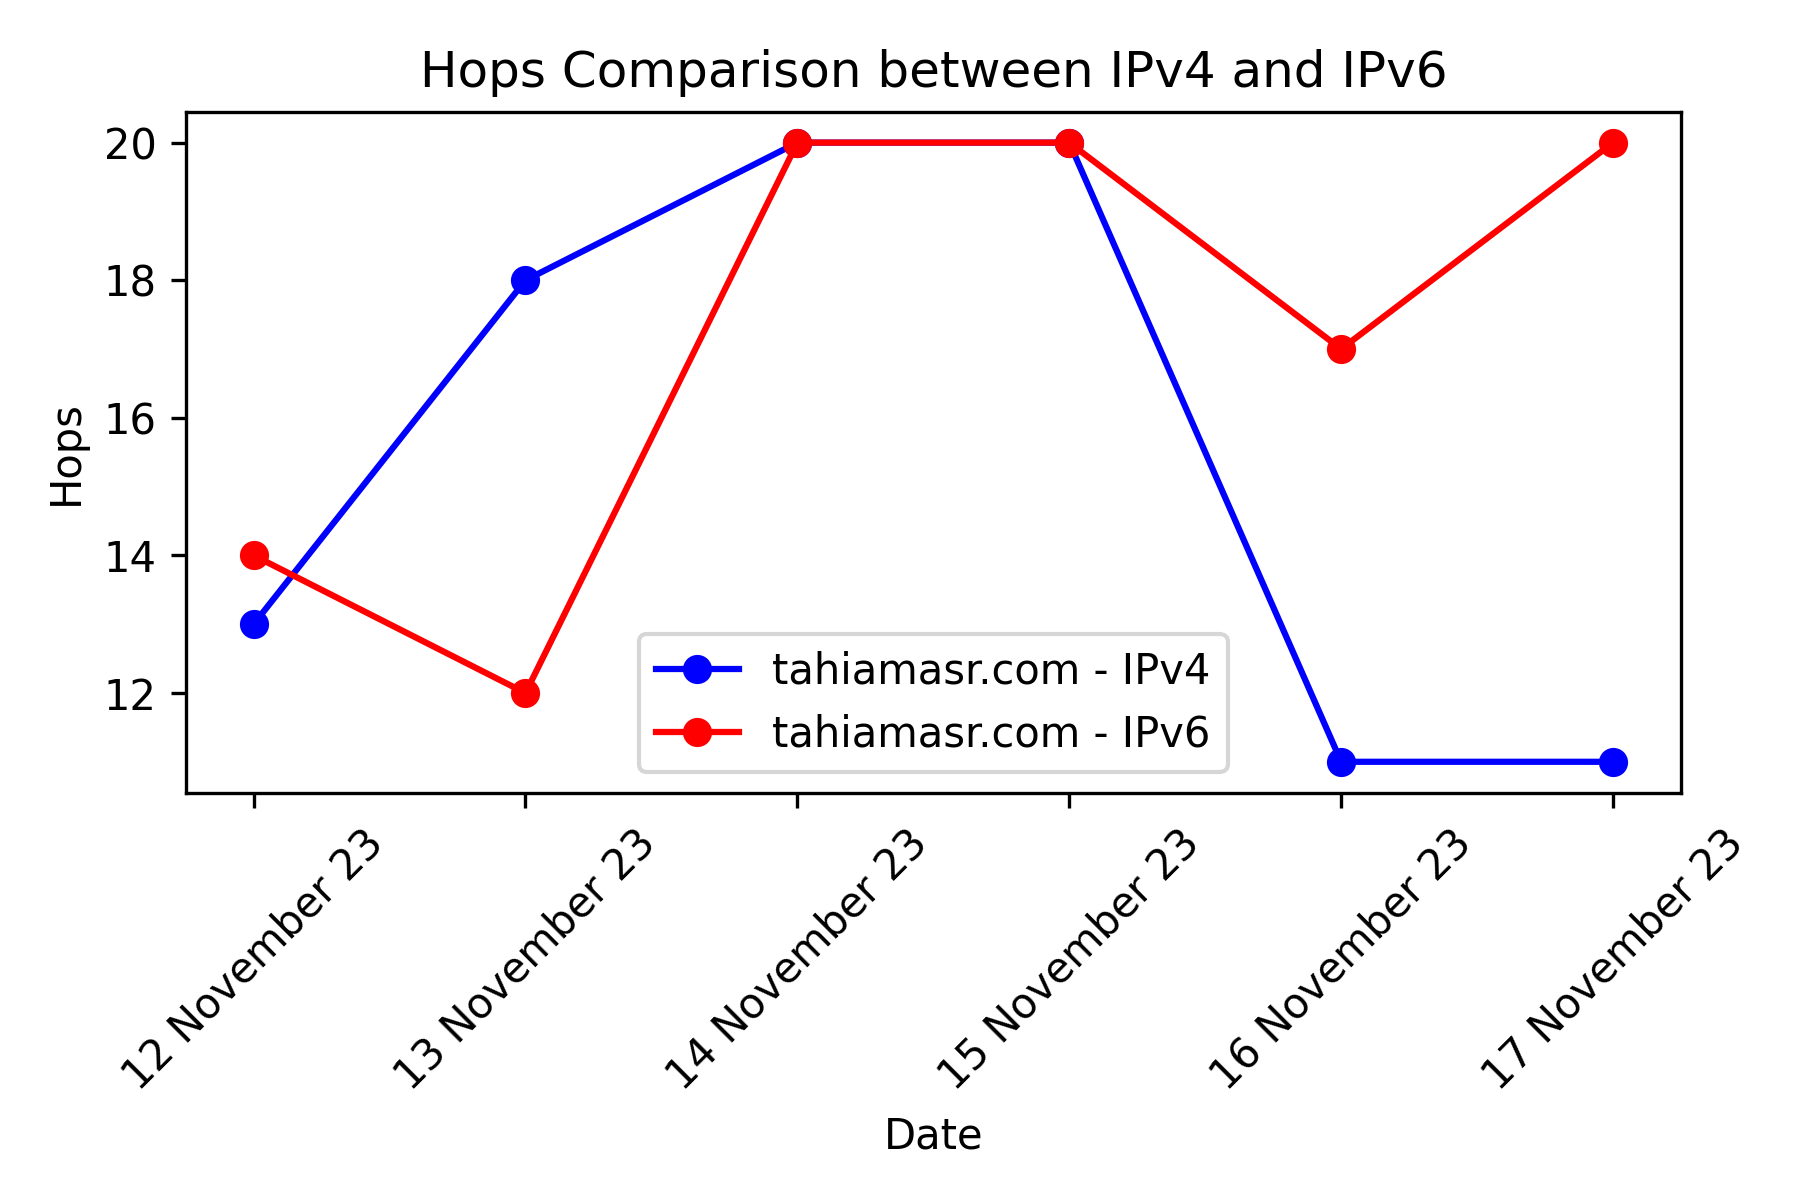 Hops Comparison between IPv4 and IPv6
Hops
20
18
16
14
12
tahiamasr.com - IPv4
tahiamasr.com - IPv6
12 November 23
13 November 23
14 November 23
15 November 23
16 November 23
17 November 23
Date